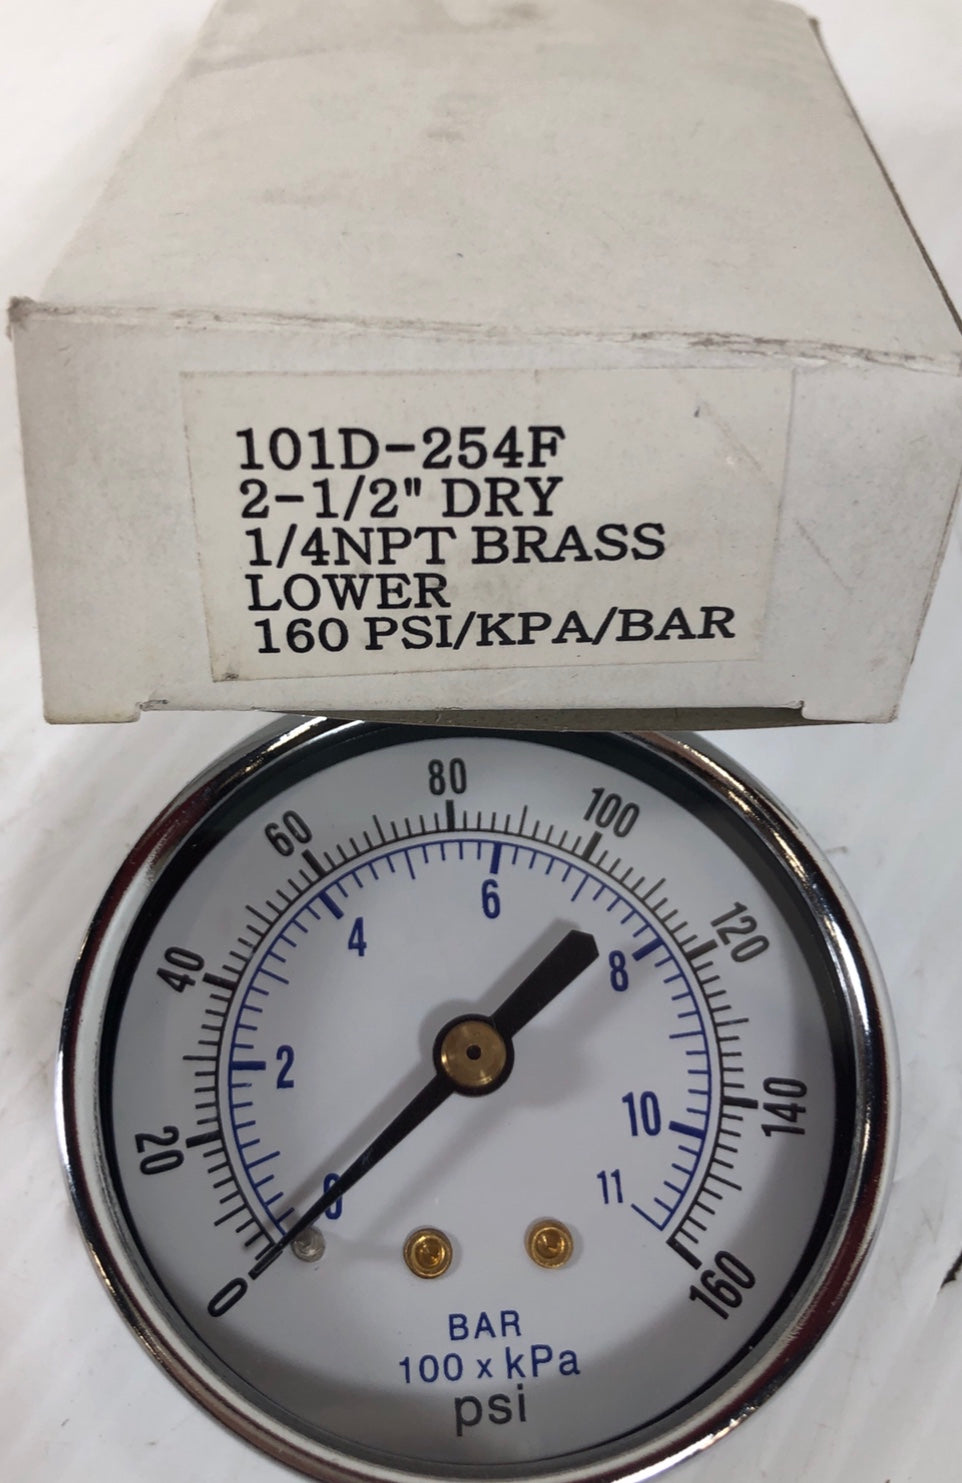 101D-254F
2-1/2" DRY
1/4NPT BRASS
LOWER
160 PSI/KPA/BAR
0
20
40
60
80
100
120
140
160
0
2
4
6
8
10
11
BAR
100 x kPa
psi